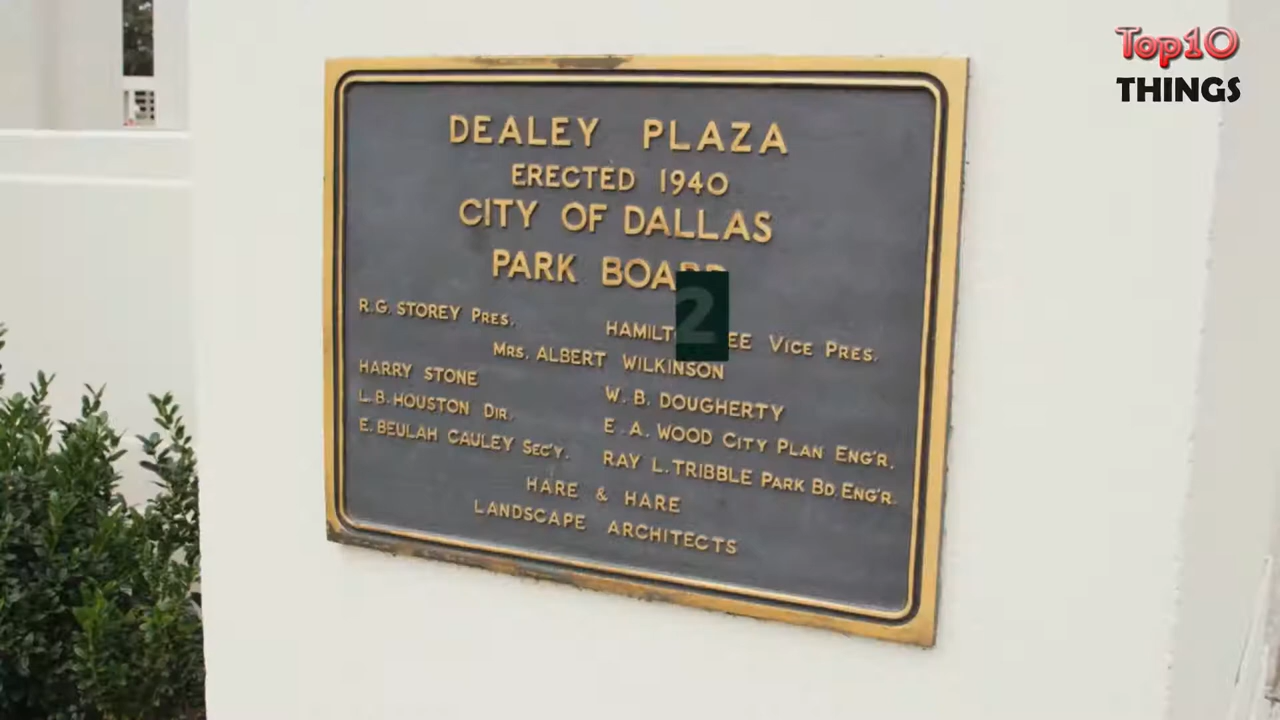 Top10
THINGS
DEALEY PLAZA
ERECTED 1940
CITY OF DALLAS
PARK
2
R.G. STOREY PRES.
VICE PRES.
MRS. ALBERT WILKINSON
HARRY STONE
W. B. DOUGHERTY
L.B. HOUSTON DIR.
E. A. WOOD CITY PLAN ENG'R.
E. BEULAH CAULEY SEC'Y.
RAY L. TRIBBLE PARK BD. ENG'R.
HARE & HARE
LANDSCAPE ARCHITECTS